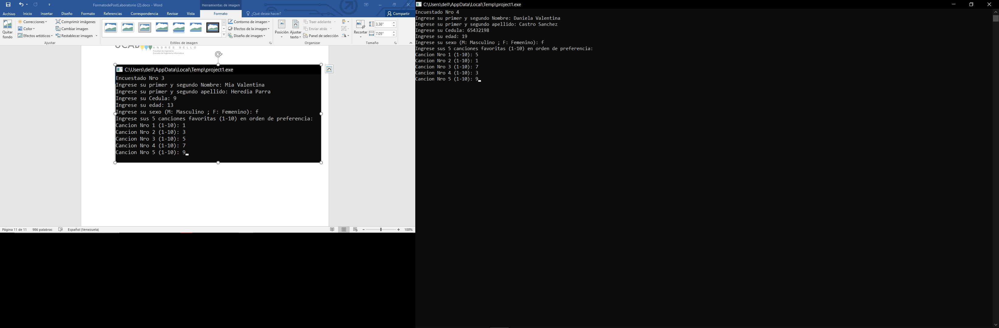 FormatodePostLaboratorio (2).docx - Word
Herramientas de imagen
Archivo Inicio Insertar Diseño Formato Referencias Correspondencia Revisar Vista Formato ¿Qué desea hacer? Compartir
Quitar fondo
Correcciones
Color
Efectos artísticos
Comprimir imágenes
Cambiar imagen
Restablecer imagen
Ajustar
Estilos de imagen
Contorno de imagen
Efectos de la imagen
Diseño de imagen
Posición
Ajustar texto
Traer adelante
Enviar atrás
Panel de selección
Organizar
Recortar
3.36"
7.05"
Tamaño
UCAB
ANDRÉS BELLO
Facultad de Ingeniería
Escuela de Ingeniería Informática
C:\Users\dell\AppData\Local\Temp\project1.exe
Encuestado Nro 3
Ingrese su primer y segundo Nombre: Mia Valentina
Ingrese su primer y segundo apellido: Heredia Parra
Ingrese su Cedula: 9
Ingrese su edad: 13
Ingrese su sexo (M: Masculino ; F: Femenino): f
Ingrese sus 5 canciones favoritas (1-10) en orden de preferencia:
Cancion Nro 1 (1-10): 1
Cancion Nro 2 (1-10): 3
Cancion Nro 3 (1-10): 5
Cancion Nro 4 (1-10): 7
Cancion Nro 5 (1-10): 9
Página 11 de 11 986 palabras Español (Venezuela) 100%
C:\Users\dell\AppData\Local\Temp\project1.exe
Encuestado Nro 4
Ingrese su primer y segundo Nombre: Daniela Valentina
Ingrese su primer y segundo apellido: Castro Sanchez
Ingrese su Cedula: 65432198
Ingrese su edad: 19
Ingrese su sexo (M: Masculino ; F: Femenino): f
Ingrese sus 5 canciones favoritas (1-10) en orden de preferencia:
Cancion Nro 1 (1-10): 5
Cancion Nro 2 (1-10): 1
Cancion Nro 3 (1-10): 7
Cancion Nro 4 (1-10): 3
Cancion Nro 5 (1-10): 9